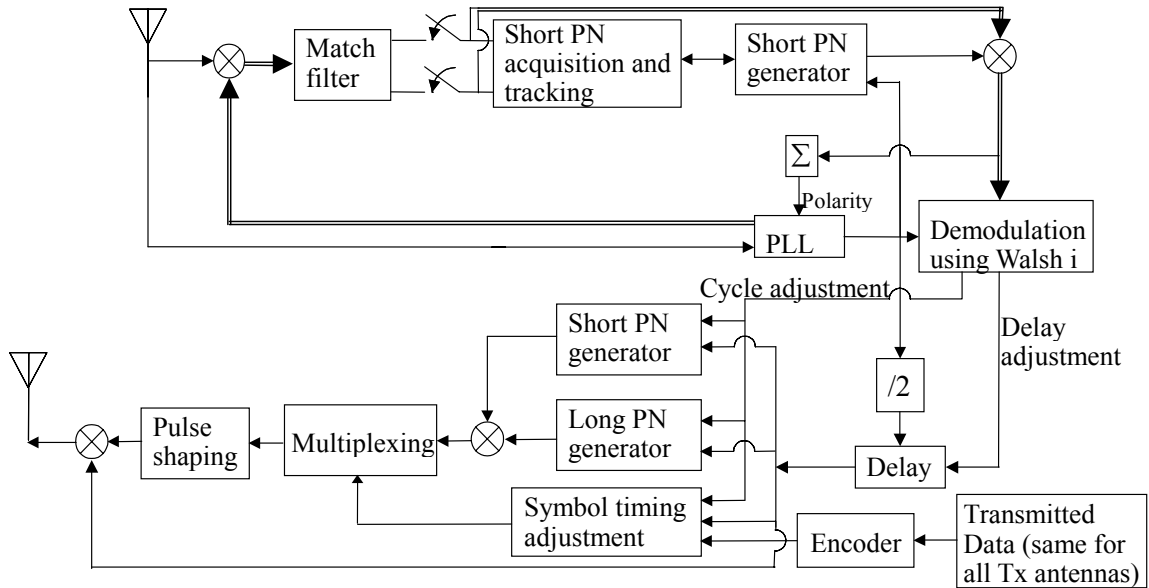 Match
filter
Short PN
acquisition and
tracking
Short PN
generator
Σ
Polarity
PLL
Demodulation
using Walsh i
Cycle adjustment
Delay
adjustment
Short PN
generator
/2
Long PN
generator
Pulse
shaping
Multiplexing
Delay
Symbol timing
adjustment
Encoder
Transmitted
Data (same for
all Tx antennas)